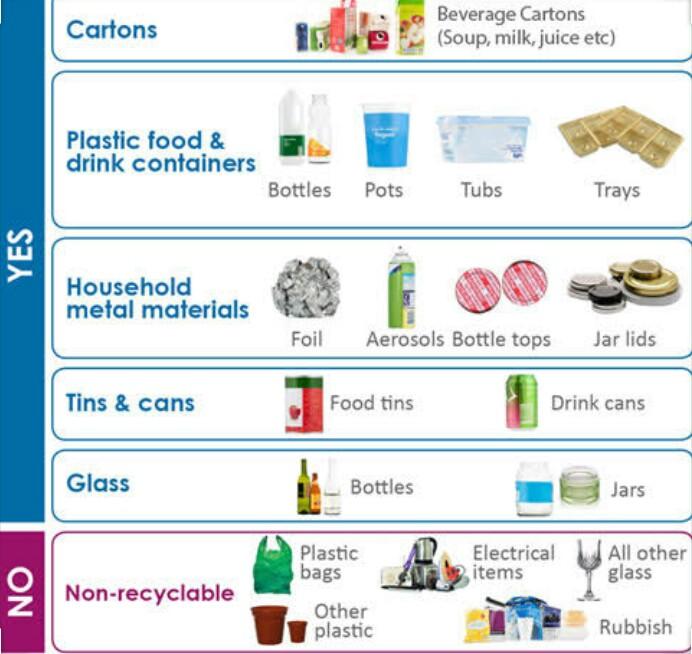 YES
Cartons
Beverage Cartons
(Soup, milk, juice etc)
Plastic food &
drink containers
Bottles
Pots
Tubs
Trays
Household
metal materials
Foil
Aerosols
Bottle tops
Jar lids
Tins & cans
Food tins
Drink cans
Glass
Bottles
Jars
NO
Non-recyclable
Plastic
bags
Electrical
items
All other
glass
Other
plastic
Rubbish